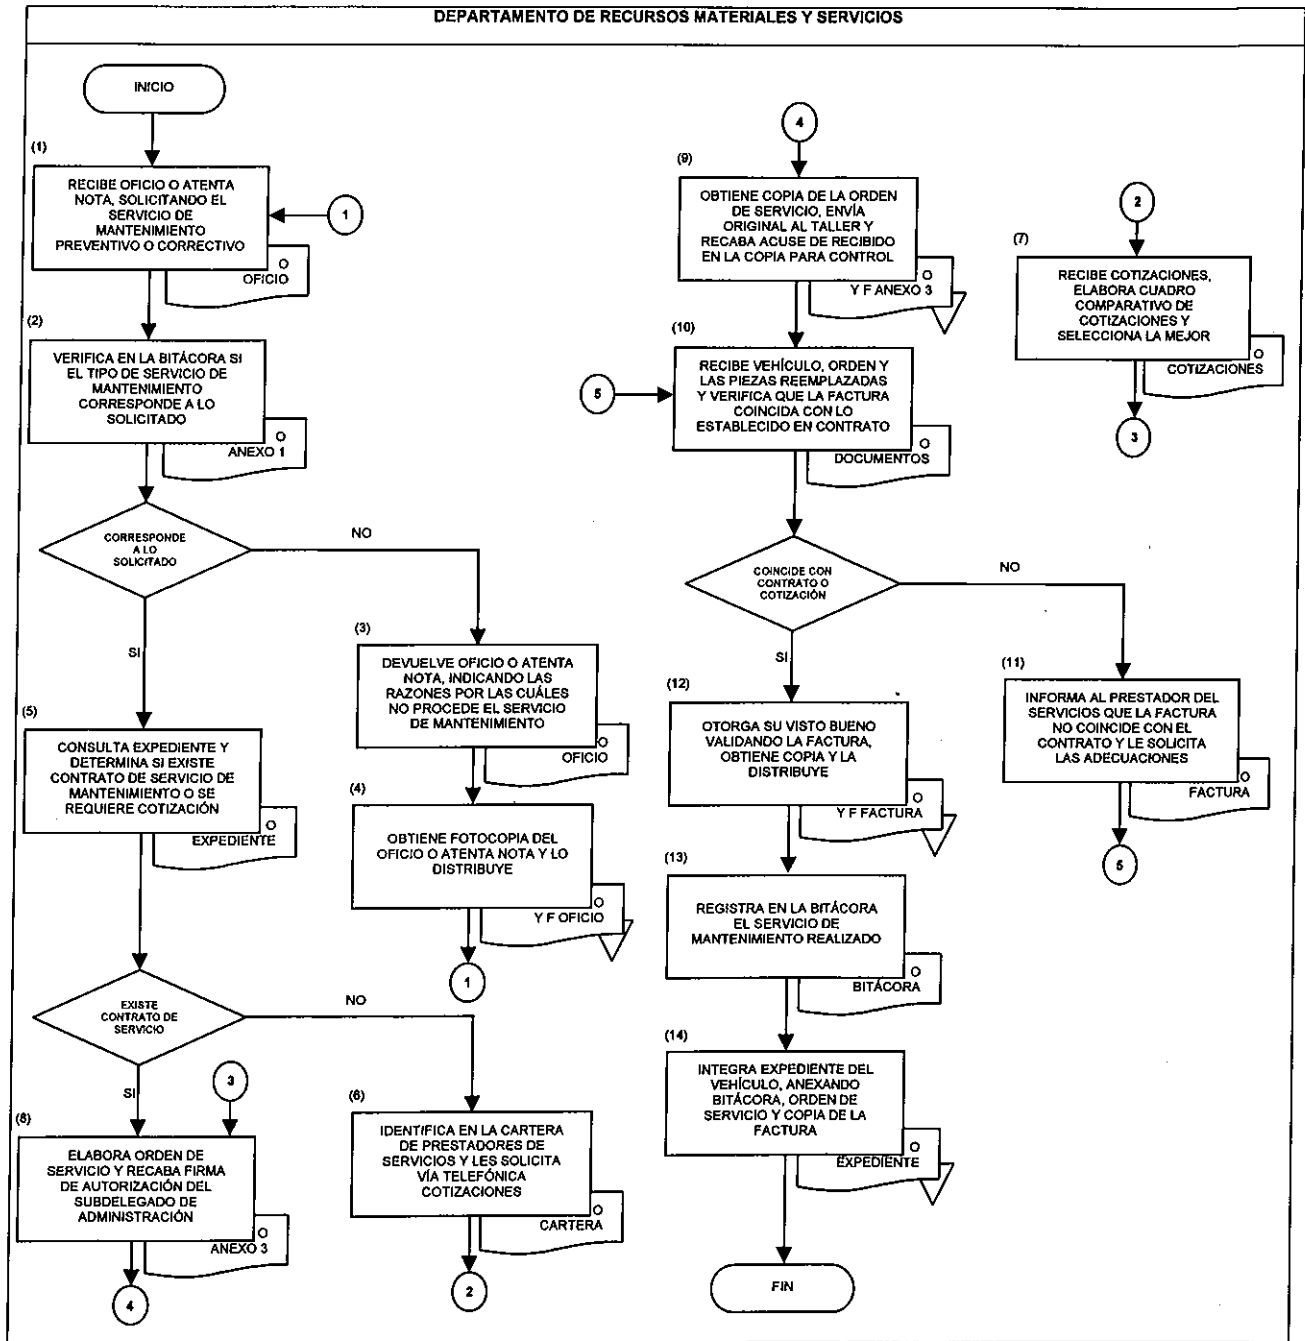 DEPARTAMENTO DE RECURSOS MATERIALES Y SERVICIOS
INICIO
(1)
RECIBE OFICIO O ATENTA
NOTA, SOLICITANDO EL
SERVICIO DE
MANTENIMIENTO
PREVENTIVO O CORRECTIVO
1
O
OFICIO
(2)
VERIFICA EN LA BITÁCORA SI
EL TIPO DE SERVICIO DE
MANTENIMIENTO
CORRESPONDE A LO
SOLICITADO
O
ANEXO 1
CORRESPONDE
A LO
SOLICITADO
NO
SI
(3)
DEVUELVE OFICIO O ATENTA
NOTA, INDICANDO LAS
RAZONES POR LAS CUÁLES
NO PROCEDE EL SERVICIO
DE MANTENIMIENTO
O
OFICIO
(4)
OBTIENE FOTOCOPIA DEL
OFICIO O ATENTA NOTA Y LO
DISTRIBUYE
O
Y F OFICIO
1
(5)
CONSULTA EXPEDIENTE Y
DETERMINA SI EXISTE
CONTRATO DE SERVICIO DE
MANTENIMIENTO O SE
REQUIERE COTIZACIÓN
O
EXPEDIENTE
EXISTE
CONTRATO DE
SERVICIO
NO
SI
3
(8)
ELABORA ORDEN DE
SERVICIO Y RECABA FIRMA
DE AUTORIZACIÓN DEL
SUBDELEGADO DE
ADMINISTRACIÓN
O
ANEXO 3
4
(6)
IDENTIFICA EN LA CARTERA
DE PRESTADORES DE
SERVICIOS Y LES SOLICITA
VÍA TELEFÓNICA
COTIZACIONES
O
CARTERA
2
4
(9)
OBTIENE COPIA DE LA ORDEN
DE SERVICIO, ENVÍA
ORIGINAL AL TALLER Y
RECABA ACUSE DE RECIBIDO
EN LA COPIA PARA CONTROL
O
Y F ANEXO 3
(10)
RECIBE VEHÍCULO, ORDEN Y
LAS PIEZAS REEMPLAZADAS
Y VERIFICA QUE LA FACTURA
COINCIDA CON LO
ESTABLECIDO EN CONTRATO
5
O
DOCUMENTOS
COINCIDE CON
CONTRATO O
COTIZACIÓN
NO
SI
(12)
OTORGA SU VISTO BUENO
VALIDANDO LA FACTURA,
OBTIENE COPIA Y LA
DISTRIBUYE
O
Y F FACTURA
(13)
REGISTRA EN LA BITÁCORA
EL SERVICIO DE
MANTENIMIENTO REALIZADO
O
BITÁCORA
(14)
INTEGRA EXPEDIENTE DEL
VEHÍCULO, ANEXANDO
BITÁCORA, ORDEN DE
SERVICIO Y COPIA DE LA
FACTURA
O
EXPEDIENTE
FIN
2
(7)
RECIBE COTIZACIONES,
ELABORA CUADRO
COMPARATIVO DE
COTIZACIONES Y
SELECCIONA LA MEJOR
O
COTIZACIONES
3
(11)
INFORMA AL PRESTADOR DEL
SERVICIOS QUE LA FACTURA
NO COINCIDE CON EL
CONTRATO Y LE SOLICITA
LAS ADECUACIONES
O
FACTURA
5